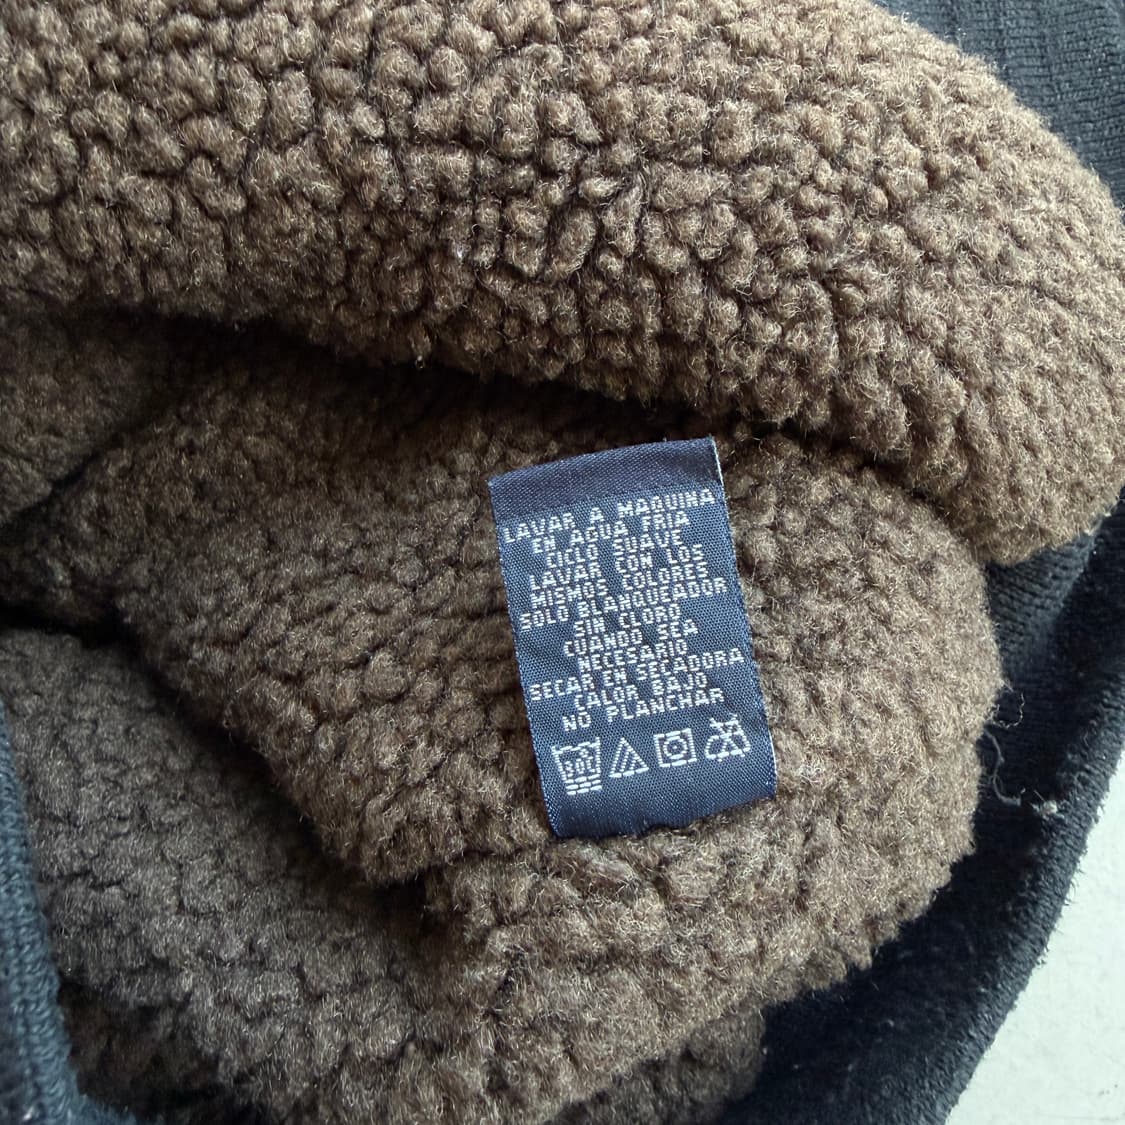 LAVAR A MAQUINA
EN AGUA FRIA
CICLO SUAVE
LAVAR CON LOS
MISMOS COLORES
SOLO BLANQUEADOR
SIN CLORO
CUANDO SEA
NECESARIO
SECAR EN SECADORA
CALOR BAJO
NO PLANCHAR